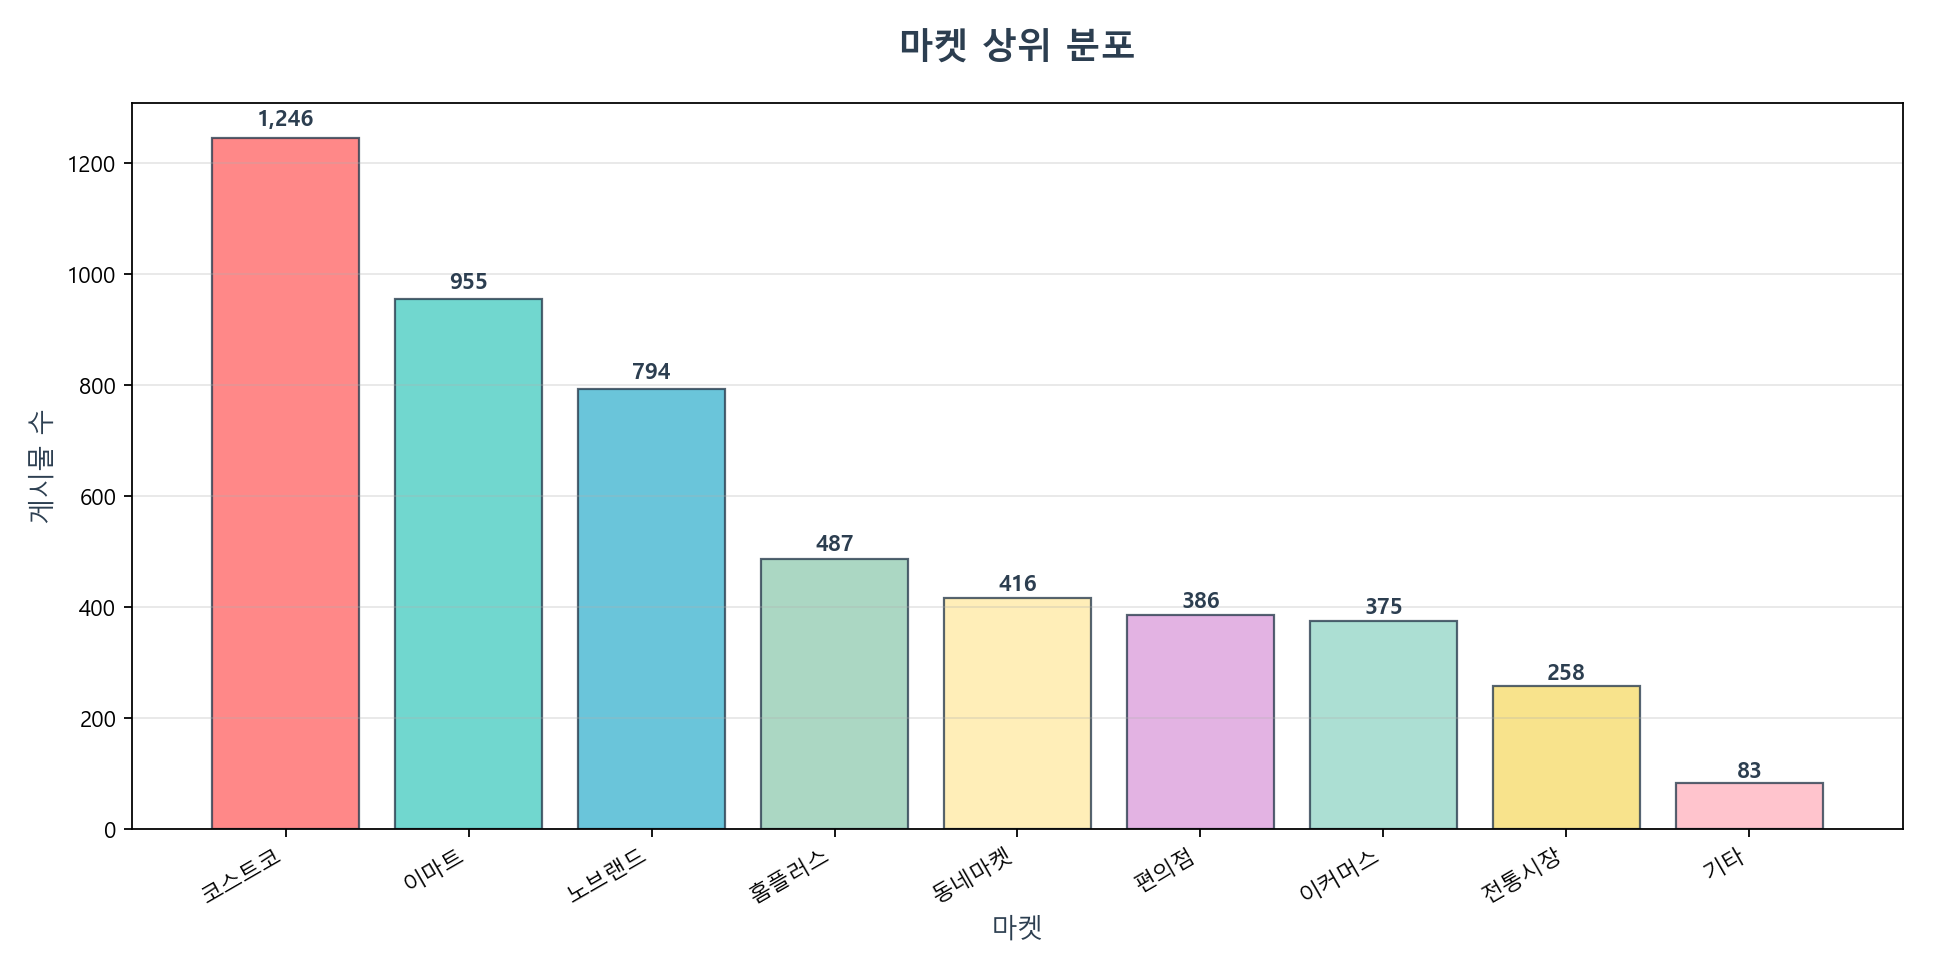 마켓 상위 분포
게시물 수
1200
1000
800
600
400
200
0
1,246
955
794
487
416
386
375
258
83
코스트코
이마트
노브랜드
홈플러스
동네마켓
편의점
이커머스
전통시장
기타
마켓